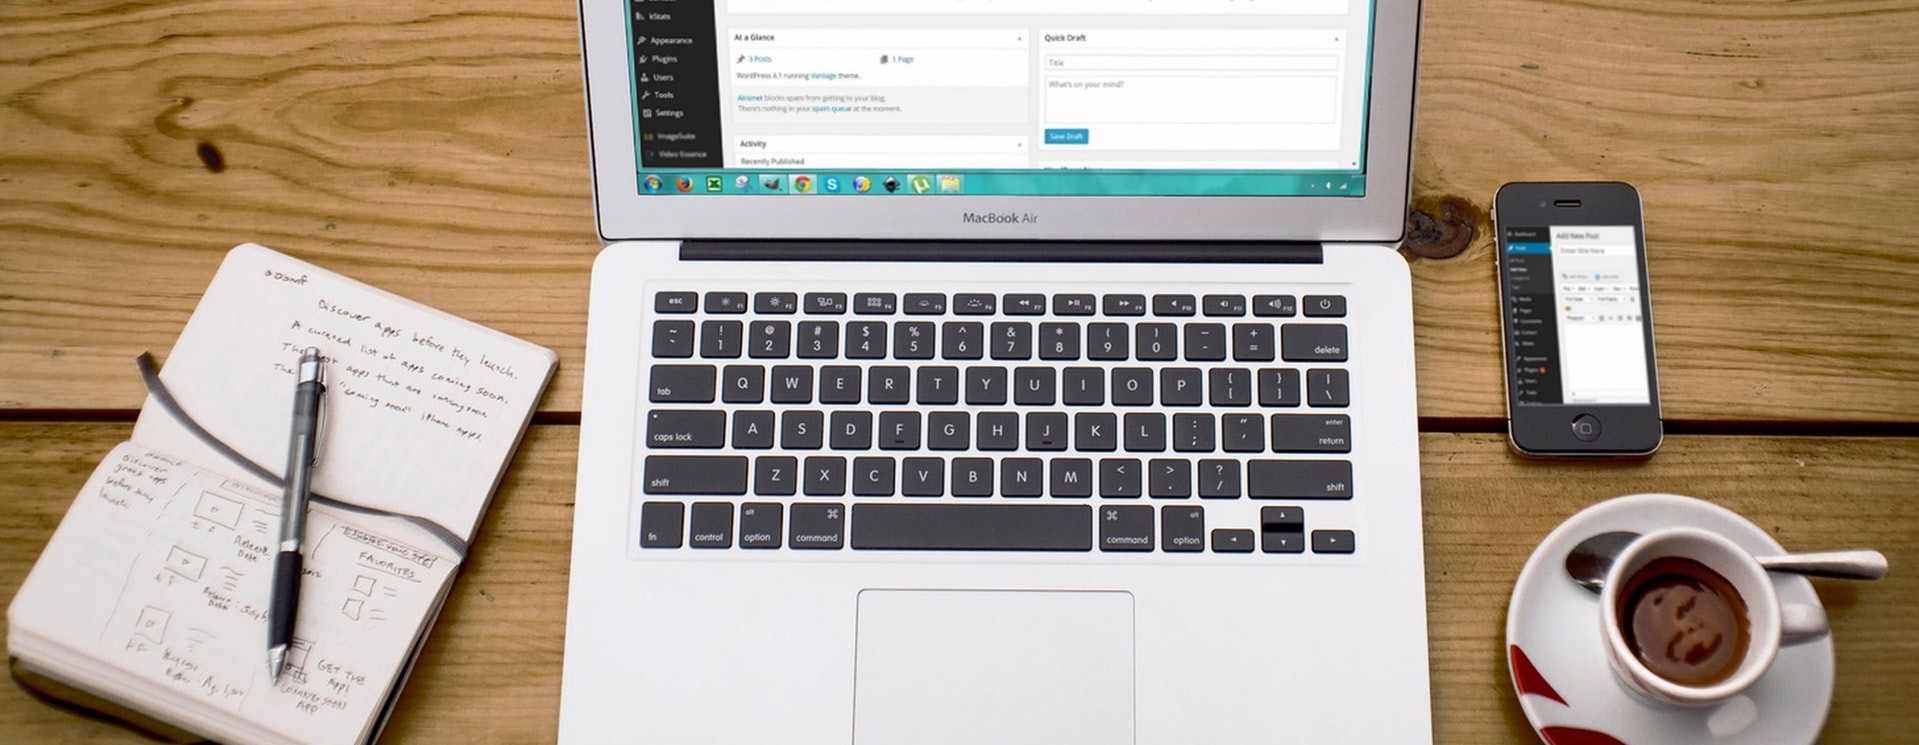 kStats
Appearance
Plugins
Users
Tools
Settings
ImageSuite
Video Essence
At a Glance
3 Posts 1 Page
WordPress 4.1 running Vantage theme.
Akismet blocks spam from getting to your blog.
There's nothing in your spam queue at the moment.
Activity
Recently Published
Quick Draft
Title
What's on your mind?
Save Draft
MacBook Air
esc F1 F2 F3 F4 F5 F6 F7 F8 F9 F10 F11 F12
~ ! @ # $ % ^ & * ( ) _ +
` 1 2 3 4 5 6 7 8 9 0 - = delete
tab Q W E R T Y U I O P { [ } ] | \
caps lock A S D F G H J K L : ; " ' enter return
shift Z X C V B N M < , > . ? / shift
fn control alt option ⌘ command ⌘ command alt option
Discover apps before they launch.
A curated list of apps coming soon.
The best apps that are coming soon
The "coming soon" iPhone apps.
Discover
great apps
before they
launch
Release
Date
Release
Date: July 6
FAVORITES
GET THE
APP!
COMING SOON
APP
Dashboard
Posts
Add New Post
Enter title here